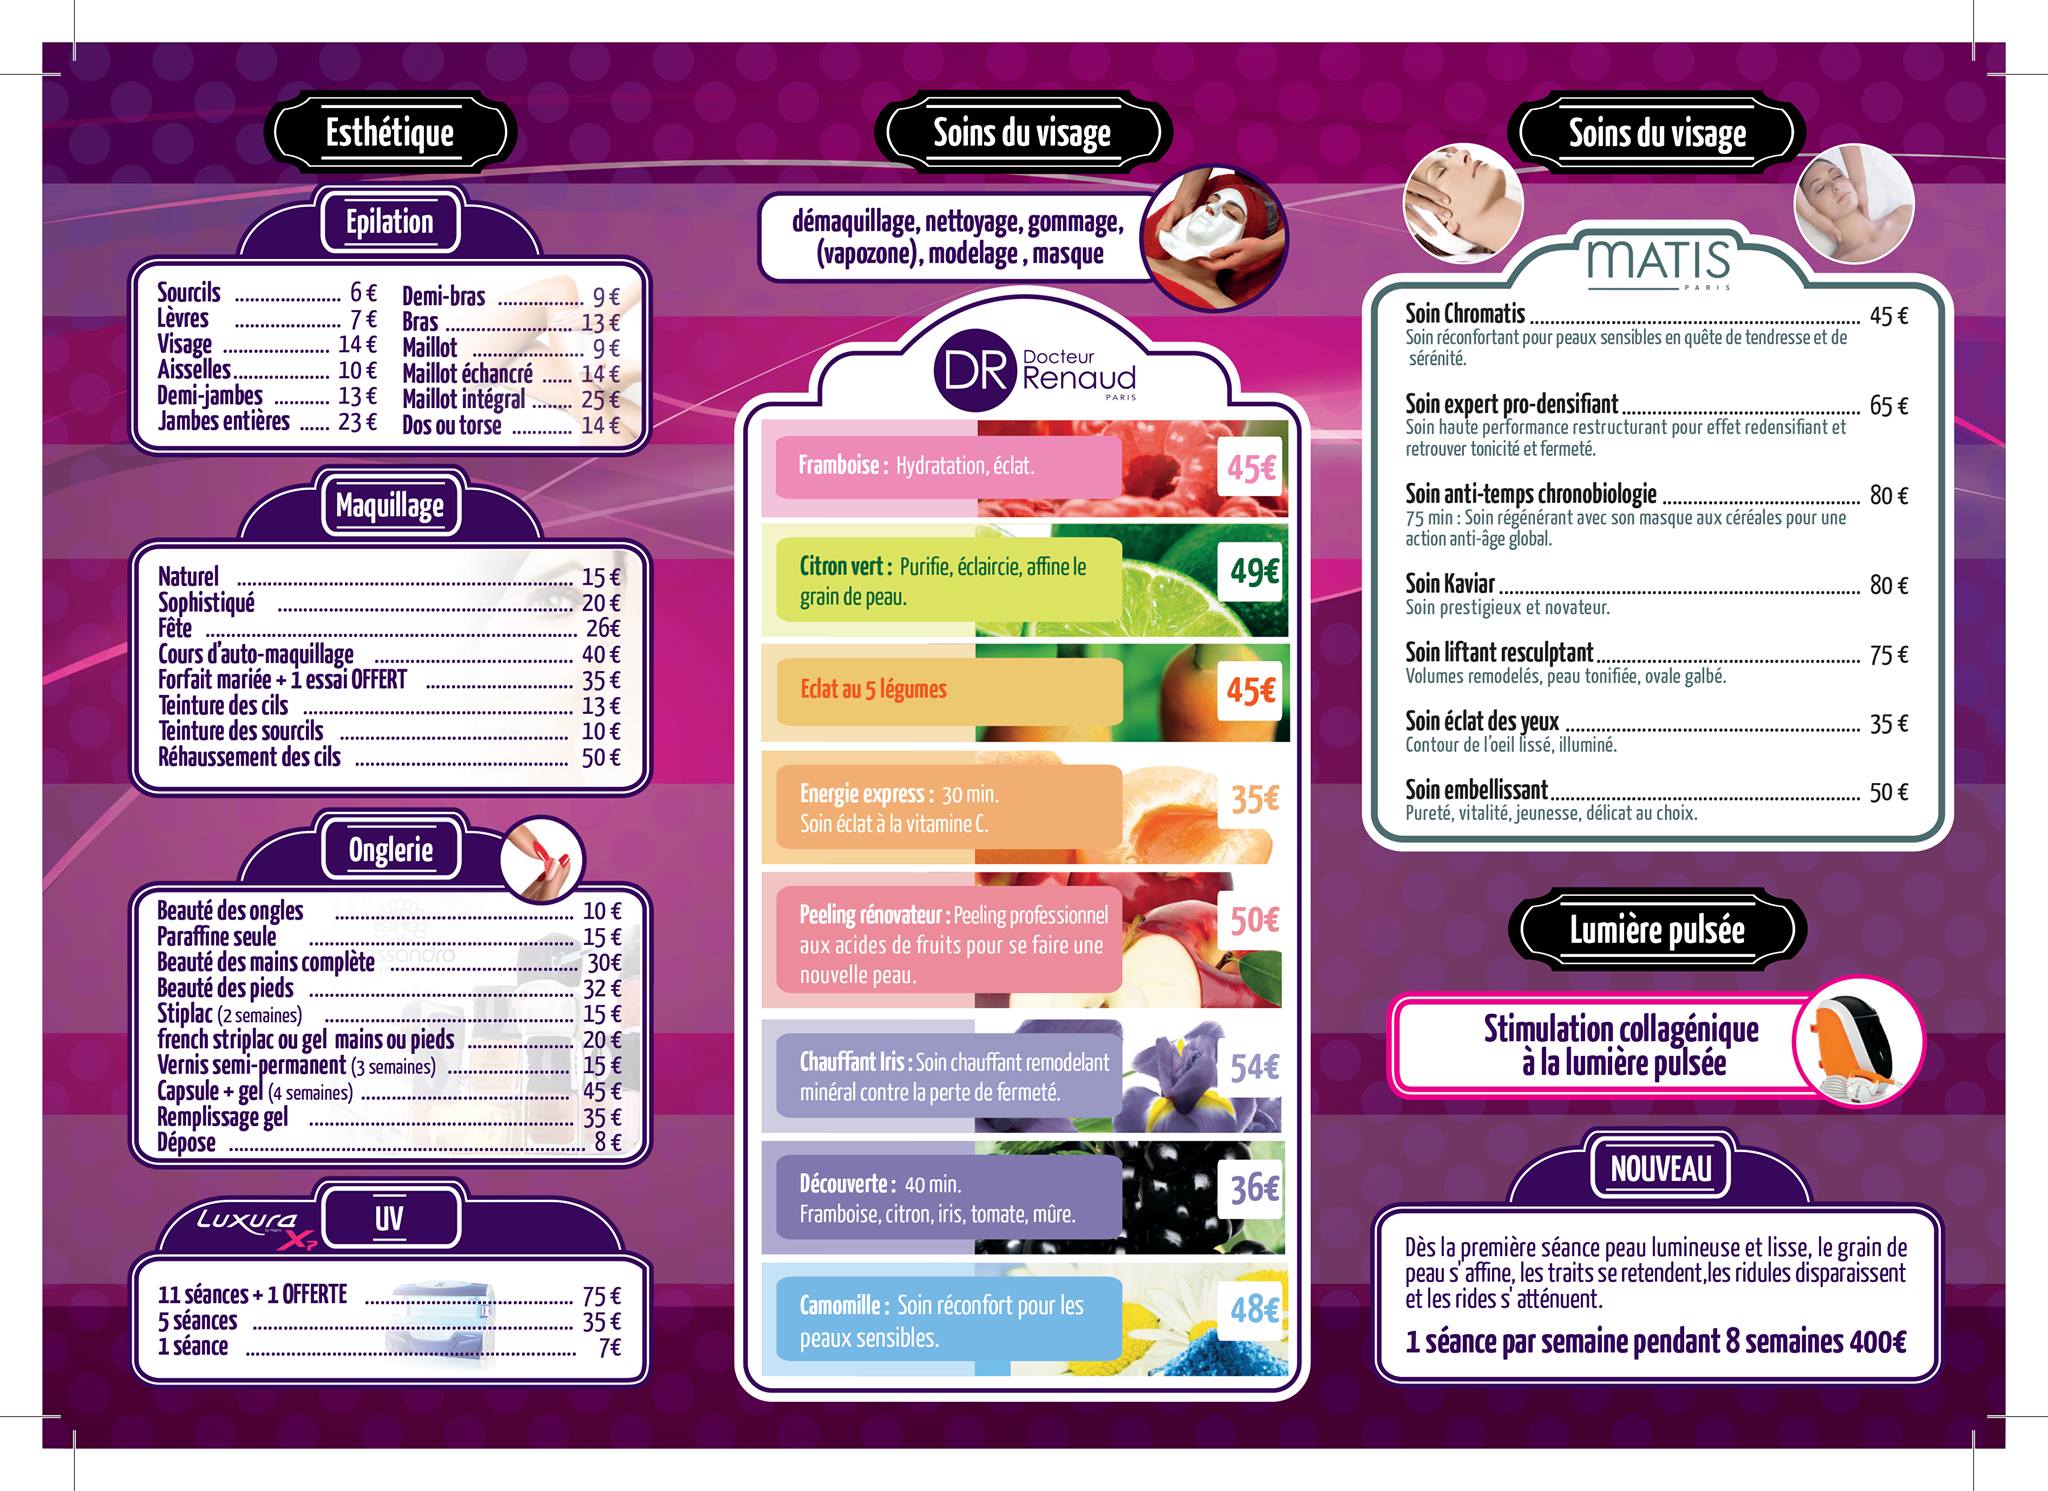 Esthétique
Epilation
Sourcils .................... 6 €
Lèvres .................... 7 €
Visage .................... 14 €
Aisselles.................. 10 €
Demi-jambes ........... 13 €
Jambes entières ...... 23 €
Demi-bras ................ 9 €
Bras ........................ 13 €
Maillot ..................... 9 €
Maillot échancré ...... 14 €
Maillot intégral ........ 25 €
Dos ou torse ............ 14 €
Maquillage
Naturel .................... 15 €
Sophistiqué .................... 20 €
Fête .................... 26€
Cours d'auto-maquillage .................... 40 €
Forfait mariée + 1 essai OFFERT .................... 35 €
Teinture des cils .................... 13 €
Teinture des sourcils .................... 10 €
Réhaussement des cils .................... 50 €
Onglerie
Beauté des ongles .................... 10 €
Paraffine seule .................... 15 €
Beauté des mains complète .................... 30€
Beauté des pieds .................... 32 €
Stiplac (2 semaines) .................... 15 €
french striplac ou gel mains ou pieds .................... 20 €
Vernis semi-permanent (3 semaines) .................... 15 €
Capsule + gel (4 semaines) .................... 45 €
Remplissage gel .................... 35 €
Dépose .................... 8 €
Luxura
X7
UV
11 séances + 1 OFFERTE .................... 75 €
5 séances .................... 35 €
1 séance .................... 7€
Soins du visage
démaquillage, nettoyage, gommage,
(vapozone), modelage , masque
DR Docteur
Renaud
PARIS
Framboise : Hydratation, éclat.
45€
Citron vert : Purifie, éclaircie, affine le
grain de peau.
49€
Eclat au 5 légumes
45€
Energie express : 30 min.
Soin éclat à la vitamine C.
35€
Peeling rénovateur : Peeling professionnel
aux acides de fruits pour se faire une
nouvelle peau.
50€
Chauffant Iris : Soin chauffant remodelant
minéral contre la perte de fermeté.
54€
Découverte : 40 min.
Framboise, citron, iris, tomate, mûre.
36€
Camomille : Soin réconfort pour les
peaux sensibles.
48€
Soins du visage
MATIS
PARIS
Soin Chromatis .................... 45 €
Soin réconfortant pour peaux sensibles en quête de tendresse et de
sérénité.
Soin expert pro-densifiant .................... 65 €
Soin haute performance restructurant pour effet redensifiant et
retrouver tonicité et fermeté.
Soin anti-temps chronobiologie .................... 80 €
75 min : Soin régénérant avec son masque aux céréales pour une
action anti-âge global.
Soin Kaviar .................... 80 €
Soin prestigieux et novateur.
Soin liftant resculptant .................... 75 €
Volumes remodelés, peau tonifiée, ovale galbé.
Soin éclat des yeux .................... 35 €
Contour de l'oeil lissé, illuminé.
Soin embellissant .................... 50 €
Pureté, vitalité, jeunesse, délicat au choix.
Lumière pulsée
Stimulation collagénique
à la lumière pulsée
NOUVEAU
Dès la première séance peau lumineuse et lisse, le grain de
peau s' affine, les traits se retendent,les ridules disparaissent
et les rides s' atténuent.
1 séance par semaine pendant 8 semaines 400€